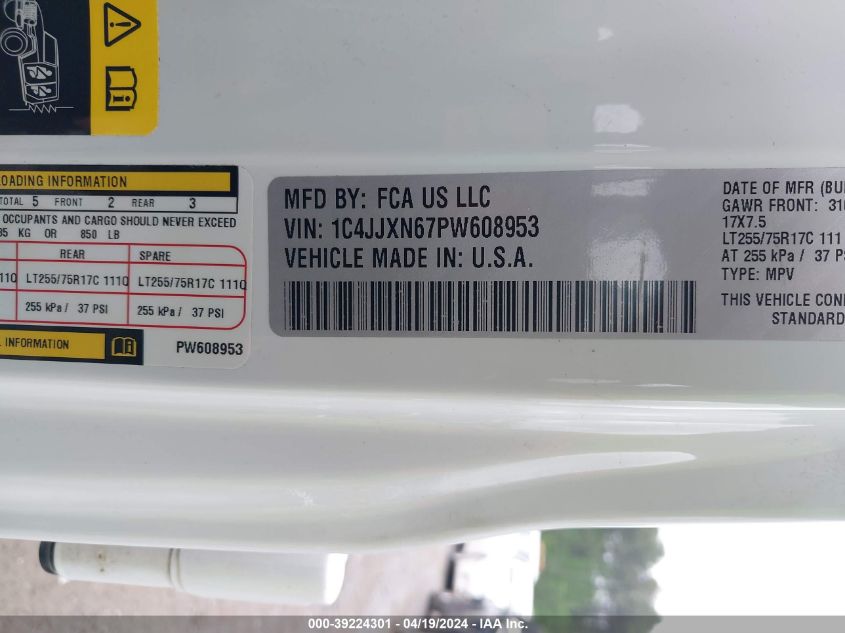 LOADING INFORMATION
TOTAL 5 FRONT 2 REAR 3
OCCUPANTS AND CARGO SHOULD NEVER EXCEED
KG OR 850 LB
REAR SPARE
LT255/75R17C 111Q LT255/75R17C 111Q
255 kPa / 37 PSI 255 kPa / 37 PSI
INFORMATION
PW608953
MFD BY: FCA US LLC
VIN: 1C4JJXN67PW608953
VEHICLE MADE IN: U.S.A.
DATE OF MFR
GAWR FRONT:
17X7.5
LT255/75R17C 111
AT 255 kPa / 37
TYPE: MPV
THIS VEHICLE
STANDARD
000-39224301 - 04/19/2024 - IAA, Inc.